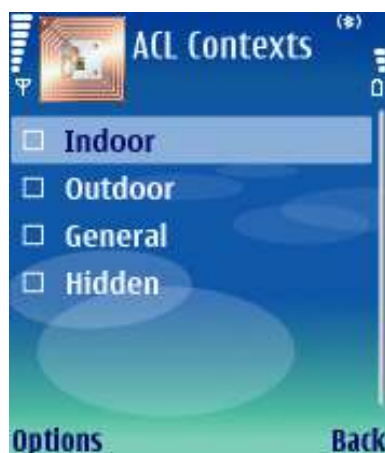 ACL Contexts
Indoor
Outdoor
General
Hidden
Options Back